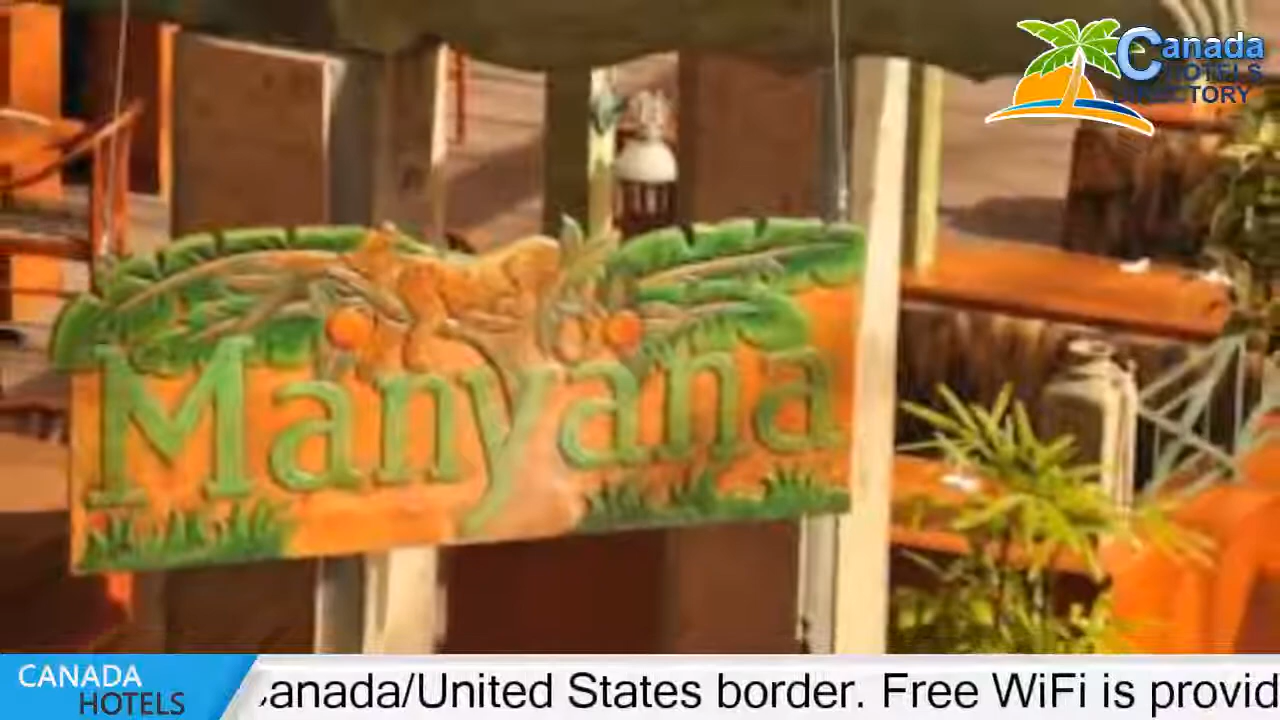 Canada
HOTELS
DIRECTORY
Manyana
CANADA
HOTELS
anada/United States border. Free WiFi is provid